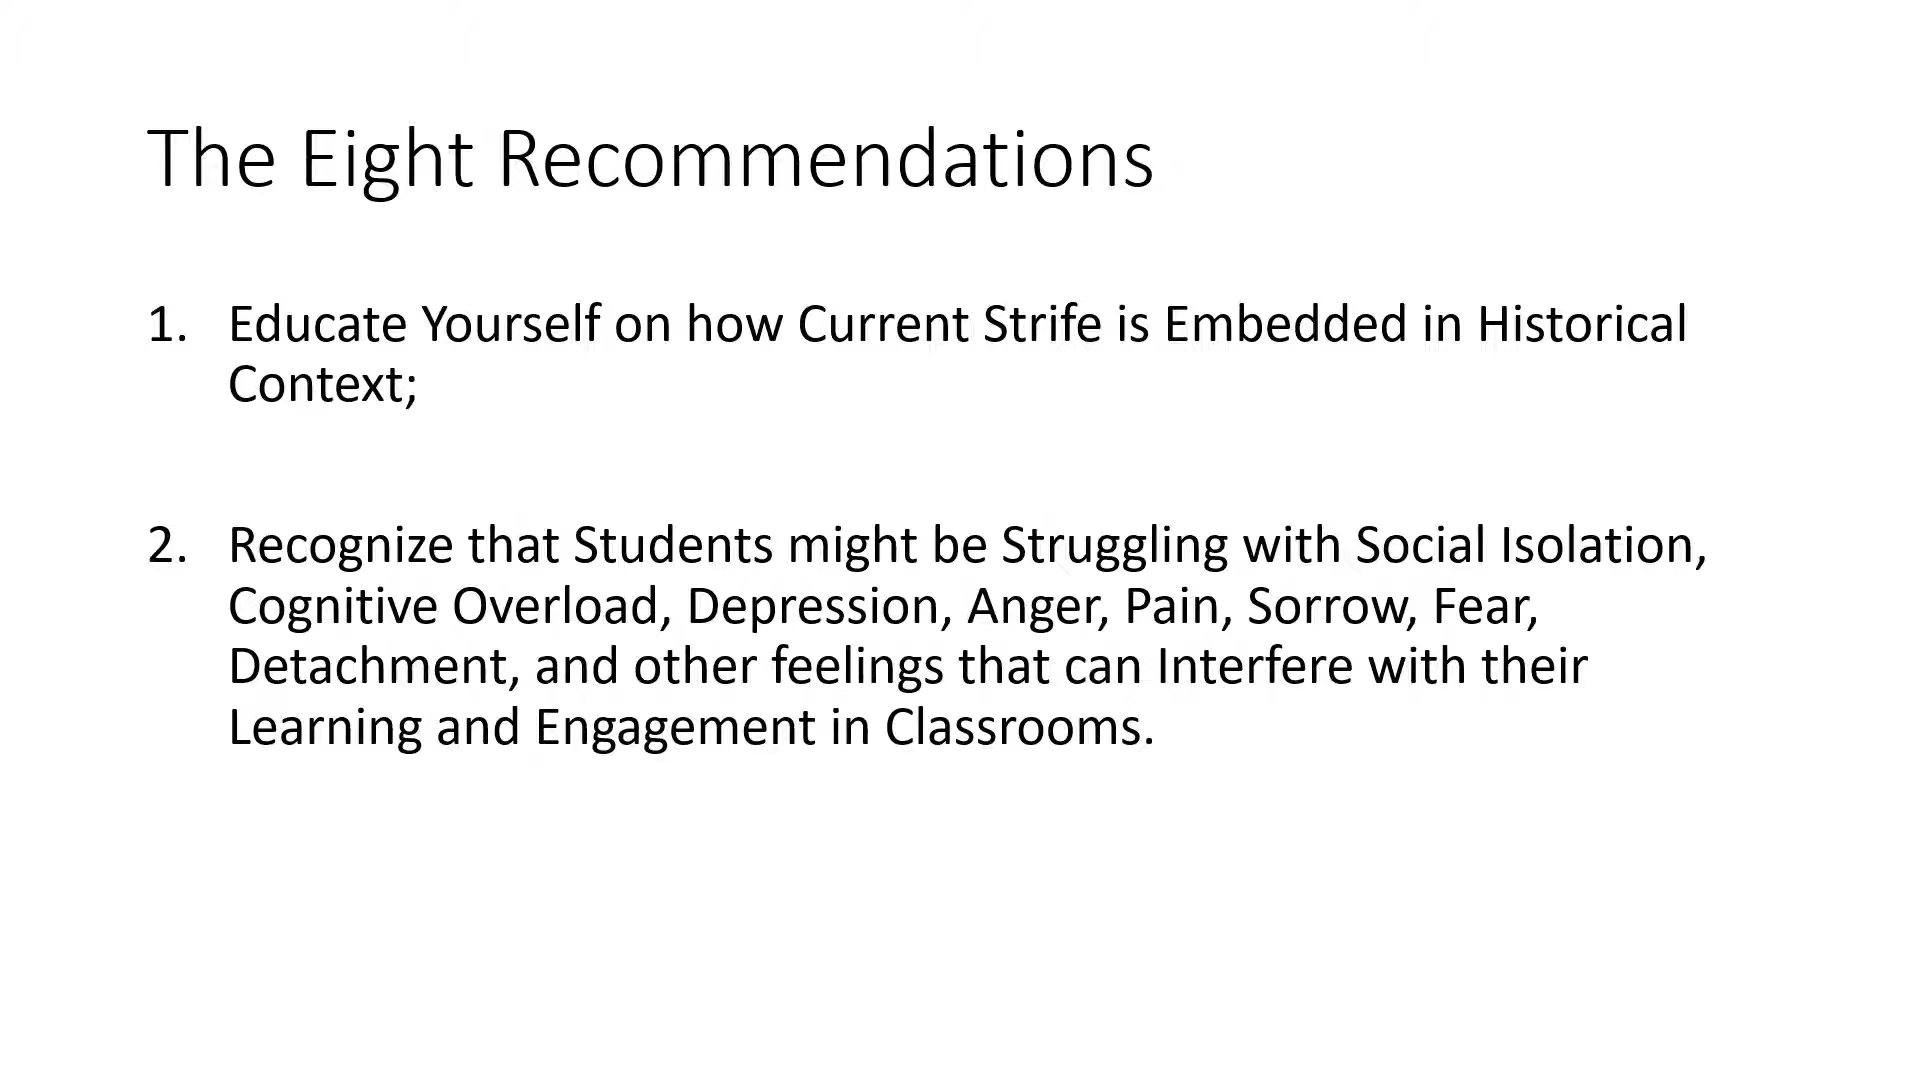 The Eight Recommendations
1. Educate Yourself on how Current Strife is Embedded in Historical
Context;
2. Recognize that Students might be Struggling with Social Isolation,
Cognitive Overload, Depression, Anger, Pain, Sorrow, Fear,
Detachment, and other feelings that can Interfere with their
Learning and Engagement in Classrooms.